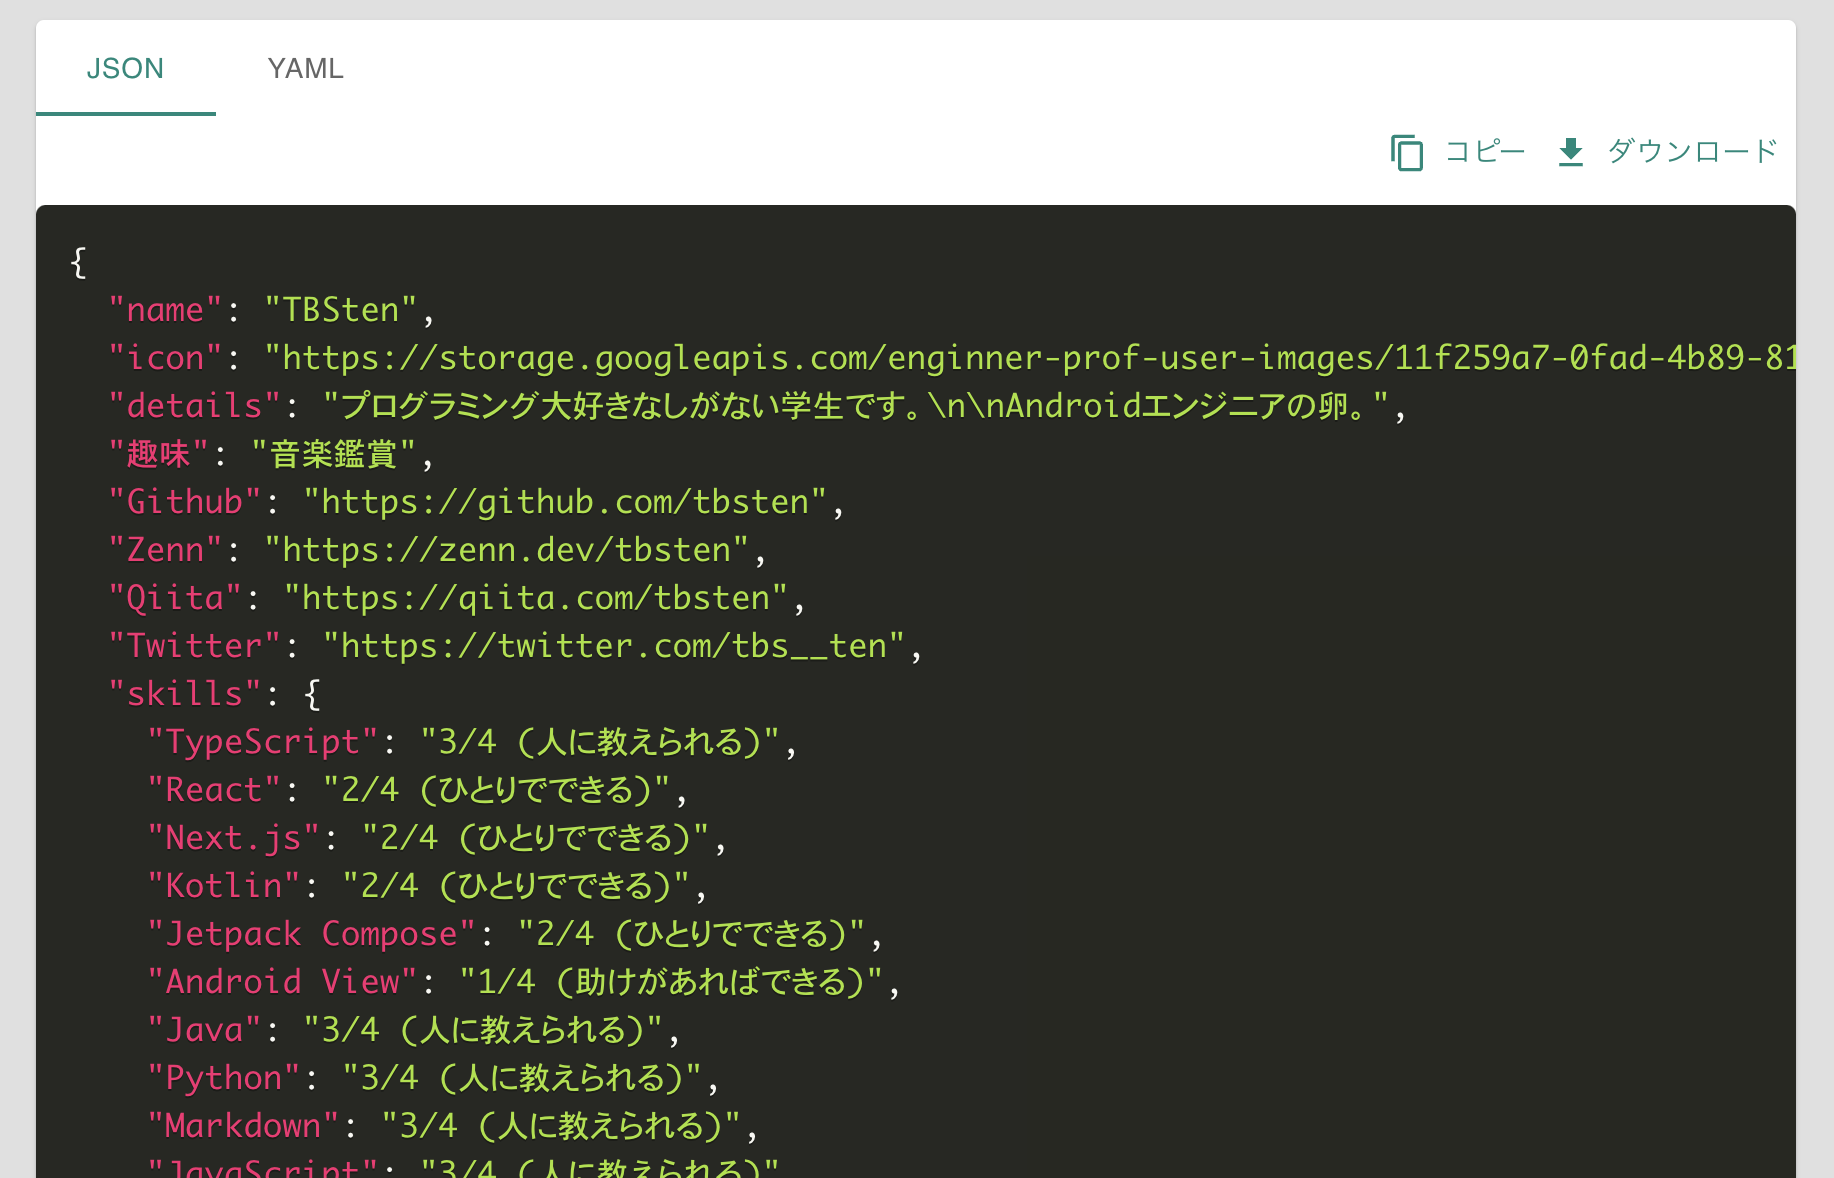 JSON YAML
コピー ダウンロード
{
"name": "TBSten",
"icon": "https://storage.googleapis.com/enginner-prof-user-images/11f259a7-0fad-4b89-81
"details": "プログラミング大好きなしがない学生です。\n\nAndroidエンジニアの卵。",
"趣味": "音楽鑑賞",
"Github": "https://github.com/tbsten",
"Zenn": "https://zenn.dev/tbsten",
"Qiita": "https://qiita.com/tbsten",
"Twitter": "https://twitter.com/tbs__ten",
"skills": {
"TypeScript": "3/4 (人に教えられる)",
"React": "2/4 (ひとりでできる)",
"Next.js": "2/4 (ひとりでできる)",
"Kotlin": "2/4 (ひとりでできる)",
"Jetpack Compose": "2/4 (ひとりでできる)",
"Android View": "1/4 (助けがあればできる)",
"Java": "3/4 (人に教えられる)",
"Python": "3/4 (人に教えられる)",
"Markdown": "3/4 (人に教えられる)",
"JavaScript": "3/4 (人に教えられる)"